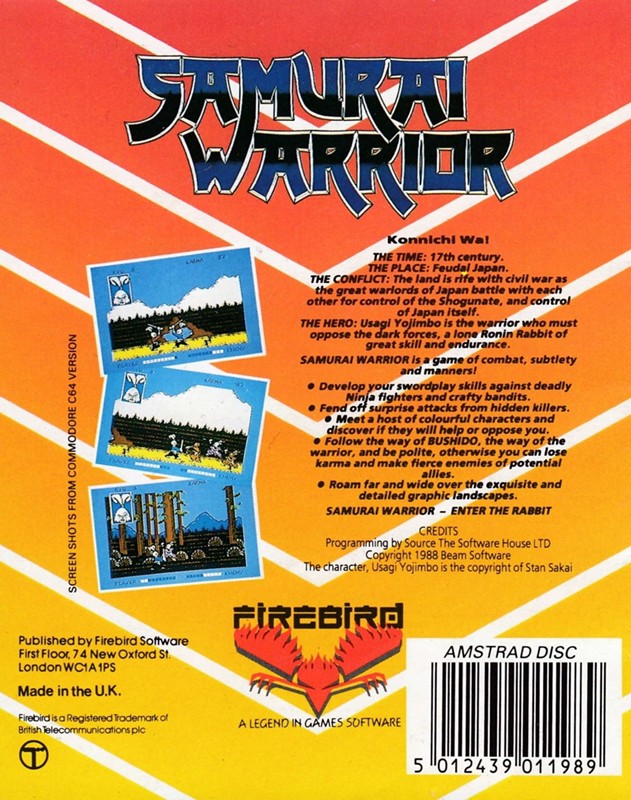 SAMURAI
WARRIOR
Konnichi Wa!
THE TIME: 17th century.
THE PLACE: Feudal Japan.
THE CONFLICT: The land is rife with civil war as
the great warlords of Japan battle with each
other for control of the Shogunate, and control
of Japan itself.
THE HERO: Usagi Yojimbo is the warrior who must
oppose the dark forces, a lone Ronin Rabbit of
great skill and endurance.
SAMURAI WARRIOR is a game of combat, subtlety
and manners!
• Develop your swordplay skills against deadly
Ninja fighters and crafty bandits.
• Fend off surprise attacks from hidden killers.
• Meet a host of colourful characters and
discover if they will help or oppose you.
• Follow the way of BUSHIDO, the way of the
warrior, and be polite, otherwise you can lose
karma and make fierce enemies of potential
allies.
• Roam far and wide over the exquisite and
detailed graphic landscapes.
SAMURAI WARRIOR – ENTER THE RABBIT
CREDITS
Programming by Source The Software House LTD
Copyright 1988 Beam Software
The character, Usagi Yojimbo is the copyright of Stan Sakai
SCREEN SHOTS FROM COMMODORE C64 VERSION
FIREBIRD
A LEGEND IN GAMES SOFTWARE
Published by Firebird Software
First Floor, 74 New Oxford St.
London WC1A 1PS
Made in the U.K.
Firebird is a Registered Trademark of
British Telecommunications plc
AMSTRAD DISC
5 012439 011989